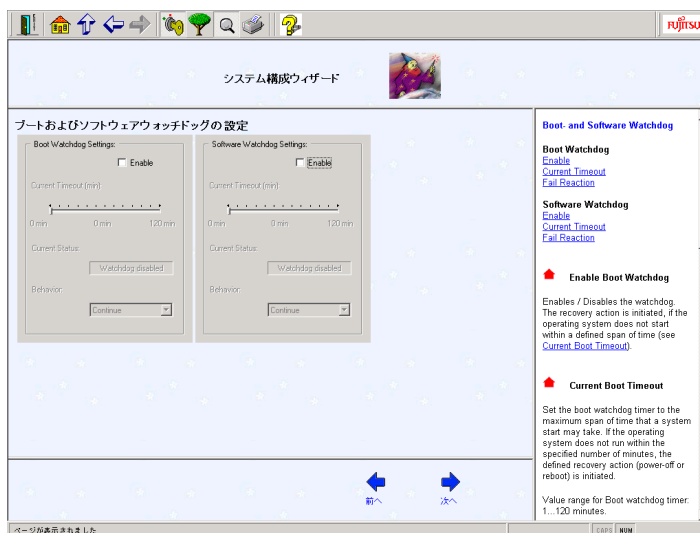 FUJITSU
システム構成ウィザード
ブートおよびソフトウェアウォッチドッグの設定
Boot Watchdog Settings:
Enable
Current Timeout (min):
0 min 0 min 120 min
Current Status:
Watchdog disabled
Behavior:
Continue
Software Watchdog Settings:
Enable
Current Timeout (min):
0 min 0 min 120 min
Current Status:
Watchdog disabled
Behavior:
Continue
前へ
次へ
Boot- and Software Watchdog
Boot Watchdog
Enable
Current Timeout
Fail Reaction
Software Watchdog
Enable
Current Timeout
Fail Reaction
Enable Boot Watchdog
Enables / Disables the watchdog.
The recovery action is initiated, if the
operating system does not start
within a defined span of time (see
Current Boot Timeout).
Current Boot Timeout
Set the boot watchdog timer to the
maximum span of time that a system
start may take. If the operating
system does not run within the
specified number of minutes, the
defined recovery action (power-off or
reboot) is initiated.
Value range for Boot watchdog timer:
1...120 minutes.
ページが表示されました
CAPS NUM